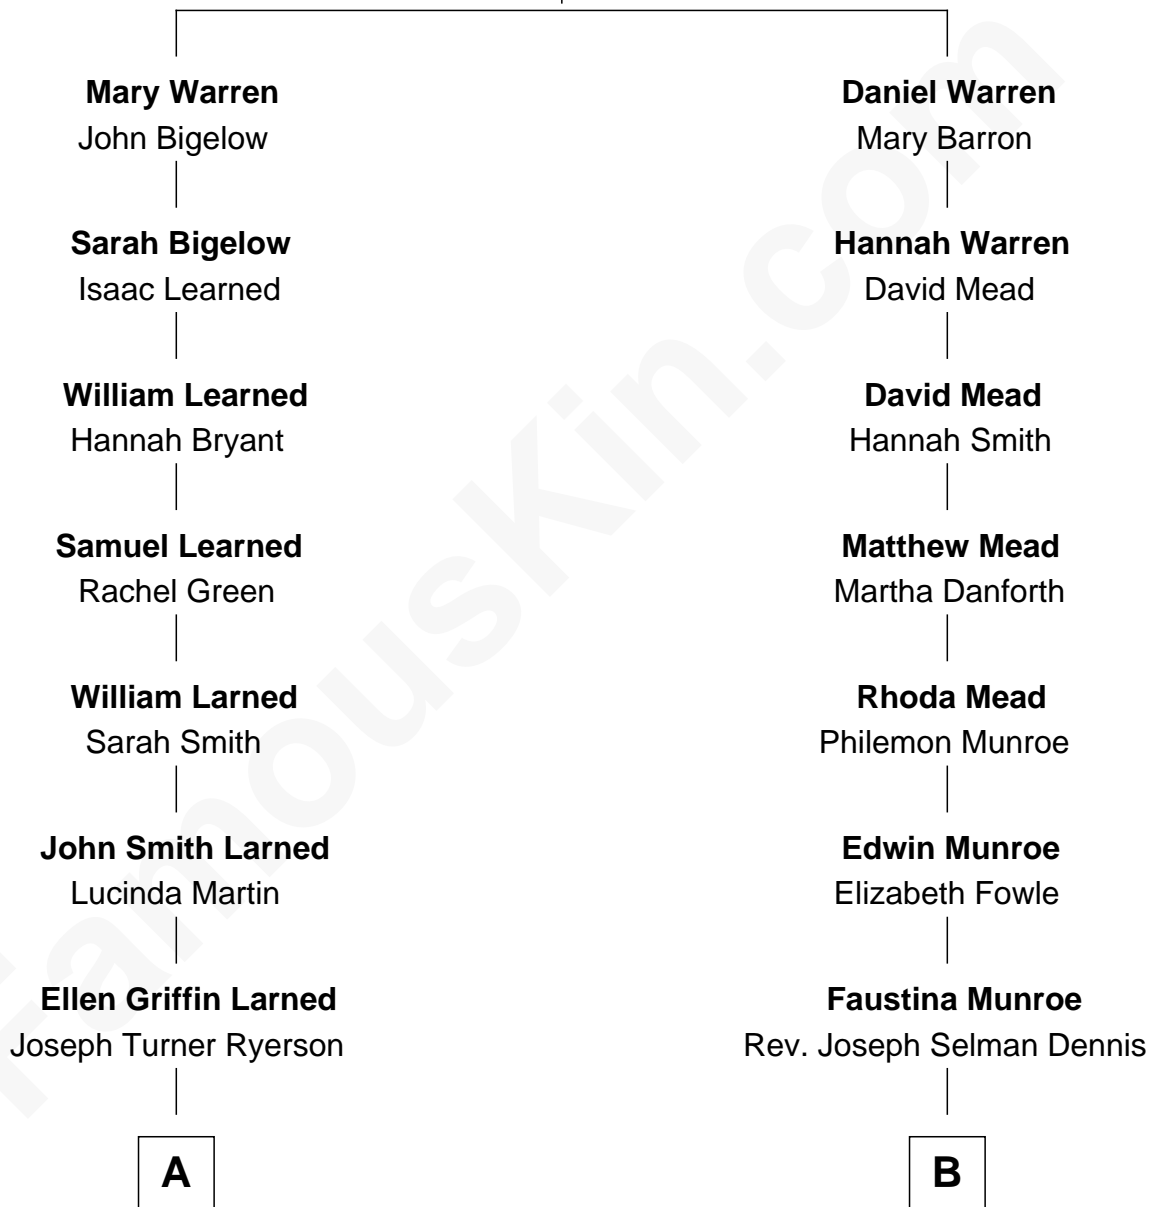 Mary Warren
John Bigelow
Daniel Warren
Mary Barron
Sarah Bigelow
Isaac Learned
Hannah Warren
David Mead
William Learned
Hannah Bryant
David Mead
Hannah Smith
Samuel Learned
Rachel Green
Matthew Mead
Martha Danforth
William Larned
Sarah Smith
Rhoda Mead
Philemon Munroe
John Smith Larned
Lucinda Martin
Edwin Munroe
Elizabeth Fowle
Ellen Griffin Larned
Joseph Turner Ryerson
Faustina Munroe
Rev. Joseph Selman Dennis
A
B
FamousKin.com